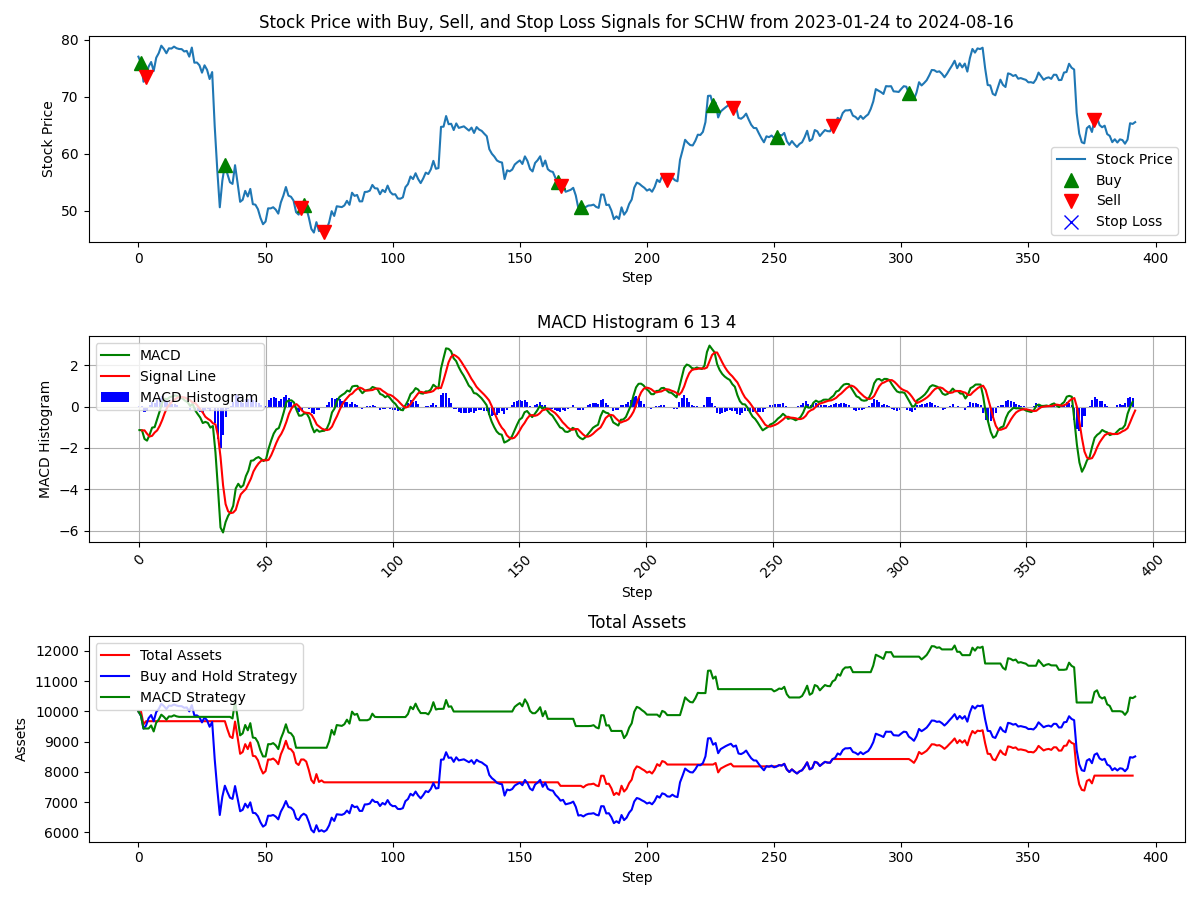 Stock Price with Buy, Sell, and Stop Loss Signals for SCHW from 2023-01-24 to 2024-08-16
80
70
60
50
Stock Price
Stock Price
Buy
Sell
Stop Loss
0 50 100 150 200 250 300 350 400
Step
MACD Histogram 6 13 4
2
0
−2
−4
−6
MACD Histogram
MACD
Signal Line
MACD Histogram
0 50 100 150 200 250 300 350 400
Step
Total Assets
12000
11000
10000
9000
8000
7000
6000
Assets
Total Assets
Buy and Hold Strategy
MACD Strategy
0 50 100 150 200 250 300 350 400
Step